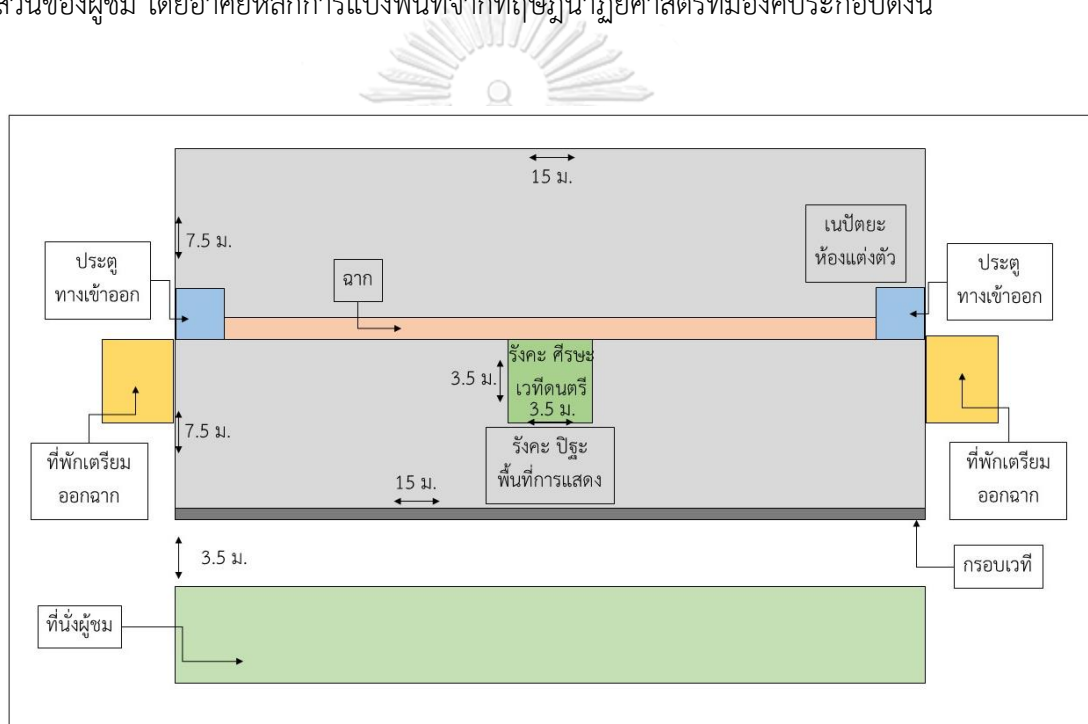 ส่วนของผู้ชม โดยอาศัยหลักการแบ่งพื้นที่จากทฤษฎีนาฏยศาสตร์ที่มีองค์ประกอบดังนี้
15 ม.
7.5 ม.
เนปัตยะ
ห้องแต่งตัว
ประตู
ทางเข้าออก
ฉาก
ประตู
ทางเข้าออก
รังคะ ศีรษะ
เวทีดนตรี
3.5 ม.
3.5 ม.
7.5 ม.
รังคะ ปิฐะ
พื้นที่การแสดง
ที่พักเตรียม
ออกฉาก
15 ม.
ที่พักเตรียม
ออกฉาก
3.5 ม.
กรอบเวที
ที่นั่งผู้ชม